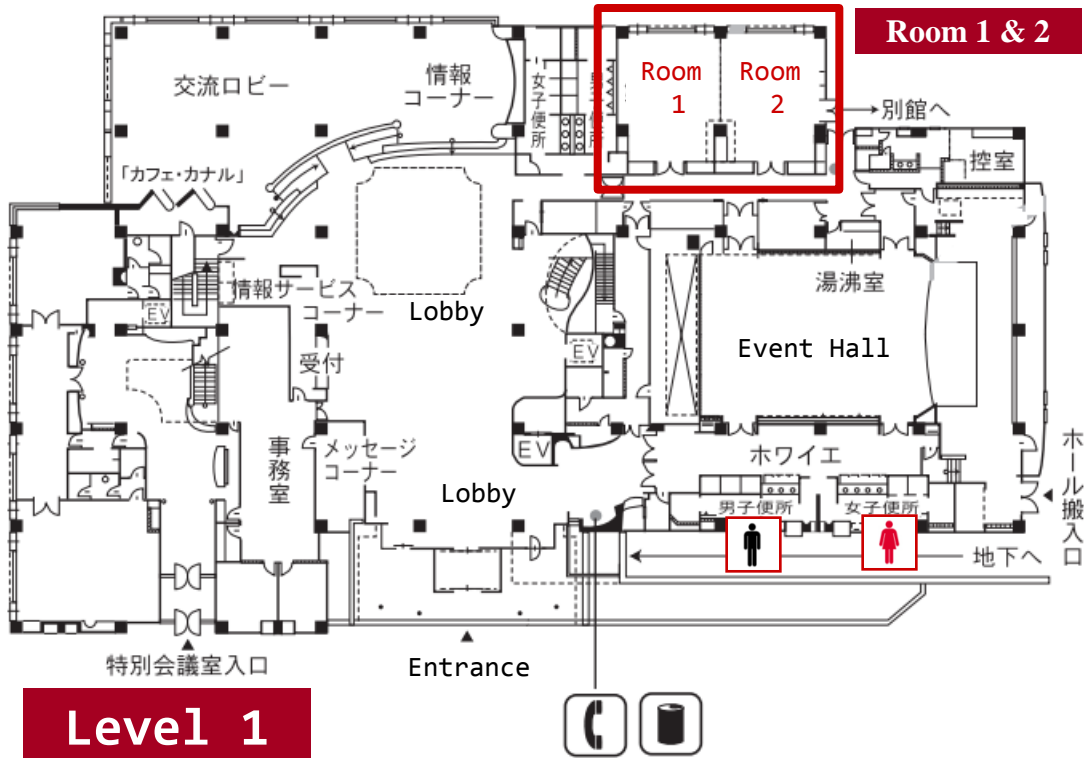 Room 1 & 2
交流ロビー
情報
コーナー
女子便所
Room
1
Room
2
別館へ
控室
「カフェ・カナル」
湯沸室
情報サービス
コーナー
Lobby
EV
EV
Event Hall
受付
事務室
メッセージ
コーナー
EV
ホワイエ
ホール搬入口
Lobby
男子便所
女子便所
地下へ
特別会議室入口
Entrance
Level 1